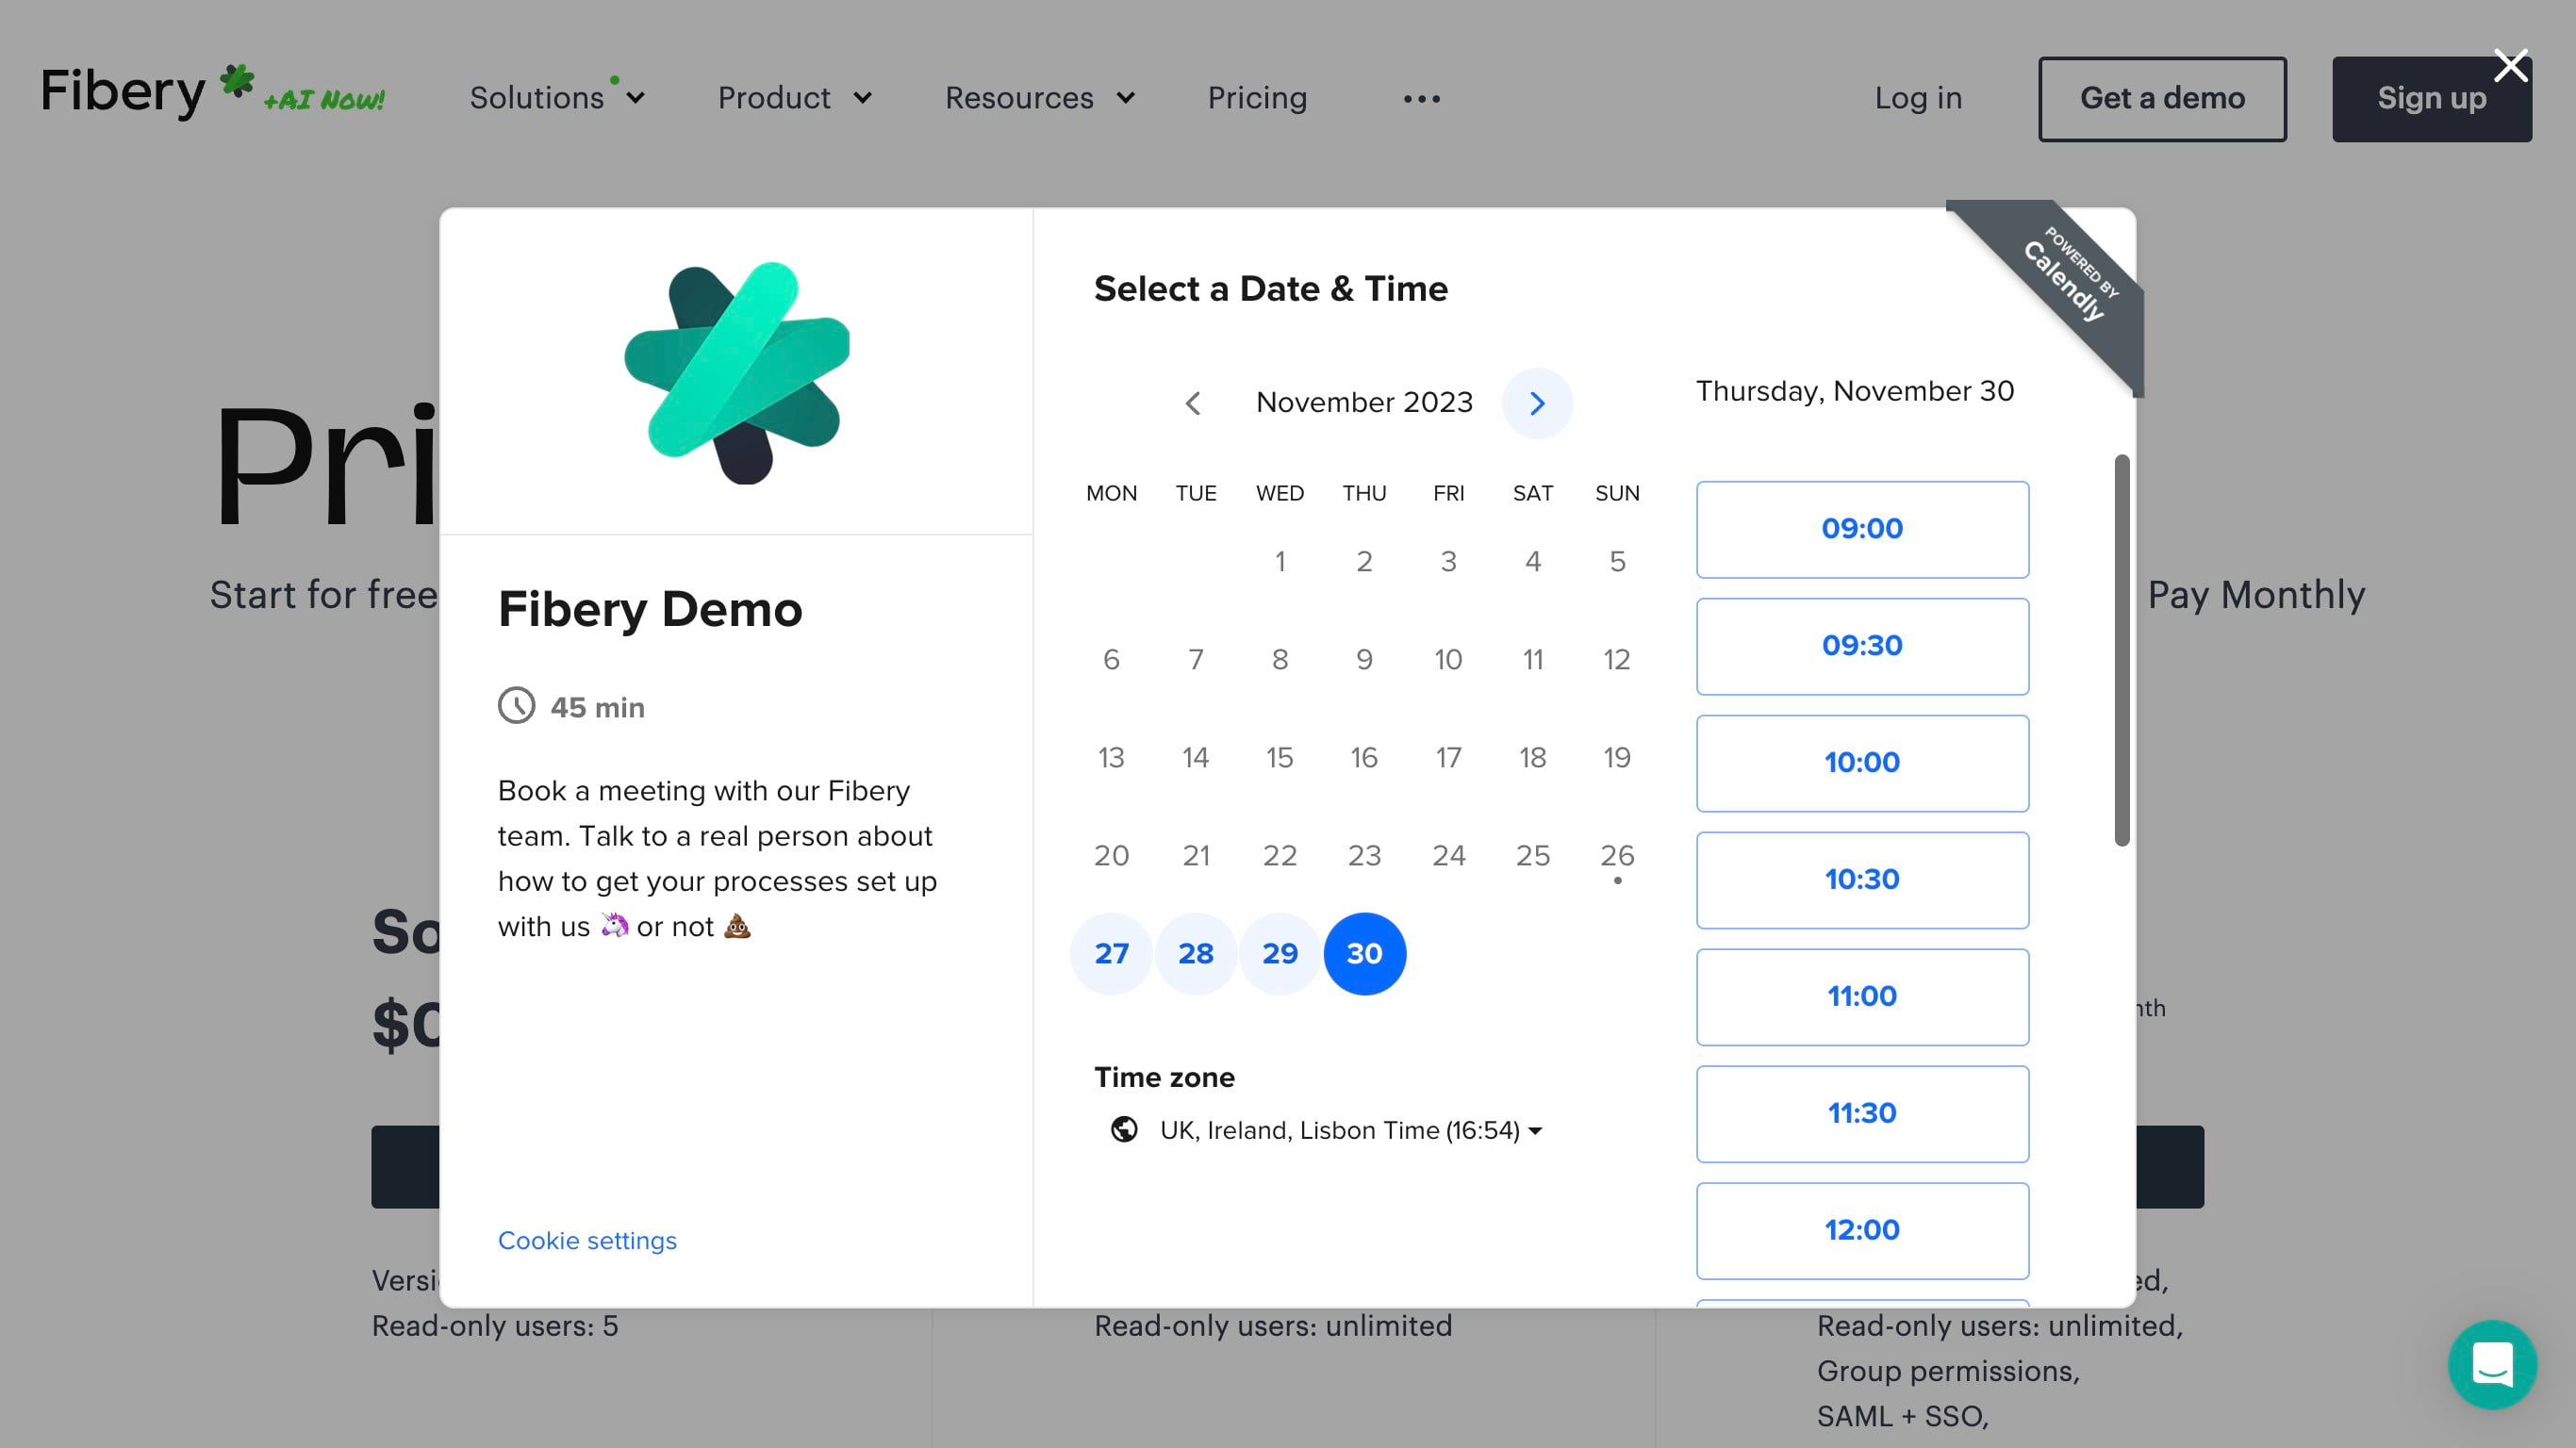 Fibery +AI Now!
Solutions
Product
Resources
Pricing
Log in
Get a demo
Sign up
Start for free
Pay Monthly
Read-only users: 5
Read-only users: unlimited
Read-only users: unlimited,
Group permissions,
SAML + SSO,
Fibery Demo
45 min
Book a meeting with our Fibery
team. Talk to a real person about
how to get your processes set up
with us 🦄 or not 💩
Cookie settings
Select a Date & Time
POWERED BY
Calendly
November 2023
MON TUE WED THU FRI SAT SUN
1 2 3 4 5
6 7 8 9 10 11 12
13 14 15 16 17 18 19
20 21 22 23 24 25 26
27 28 29 30
Time zone
UK, Ireland, Lisbon Time (16:54)
Thursday, November 30
09:00
09:30
10:00
10:30
11:00
11:30
12:00